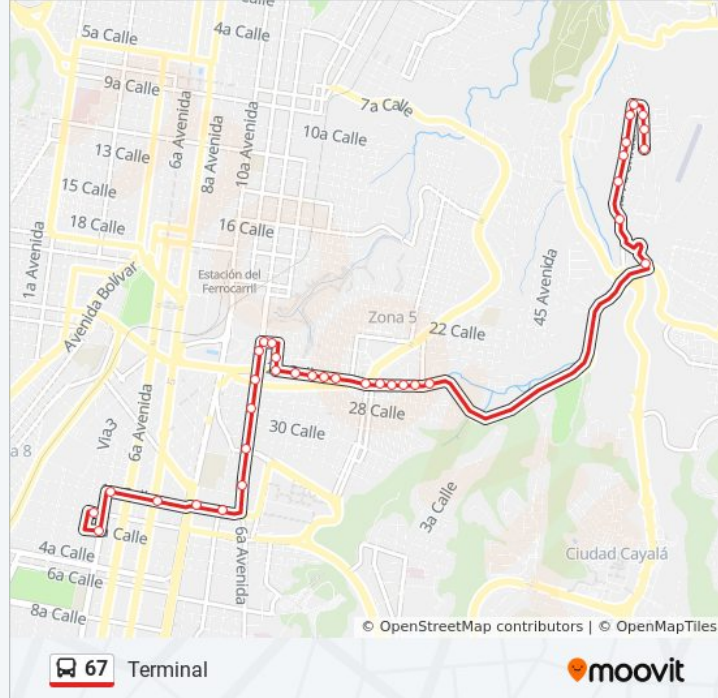 Calle
5a Calle
4a Calle
9a Calle
7a Calle
6a Avenida
8a Avenida
10a Avenida
10a Calle
13 Calle
15 Calle
1a Avenida
18 Calle
16 Calle
Avenida Bolívar
Estación del
Ferrocarril
45 Avenida
Zona 5
22 Calle
28 Calle
30 Calle
Vía3
6a Avenida
a 8
3a Calle
Calle
4a Calle
6a Calle
6a Avenida
Ciudad Cayalá
8a Calle
© OpenStreetMap contributors | © OpenMapTiles
67 Terminal
moovit